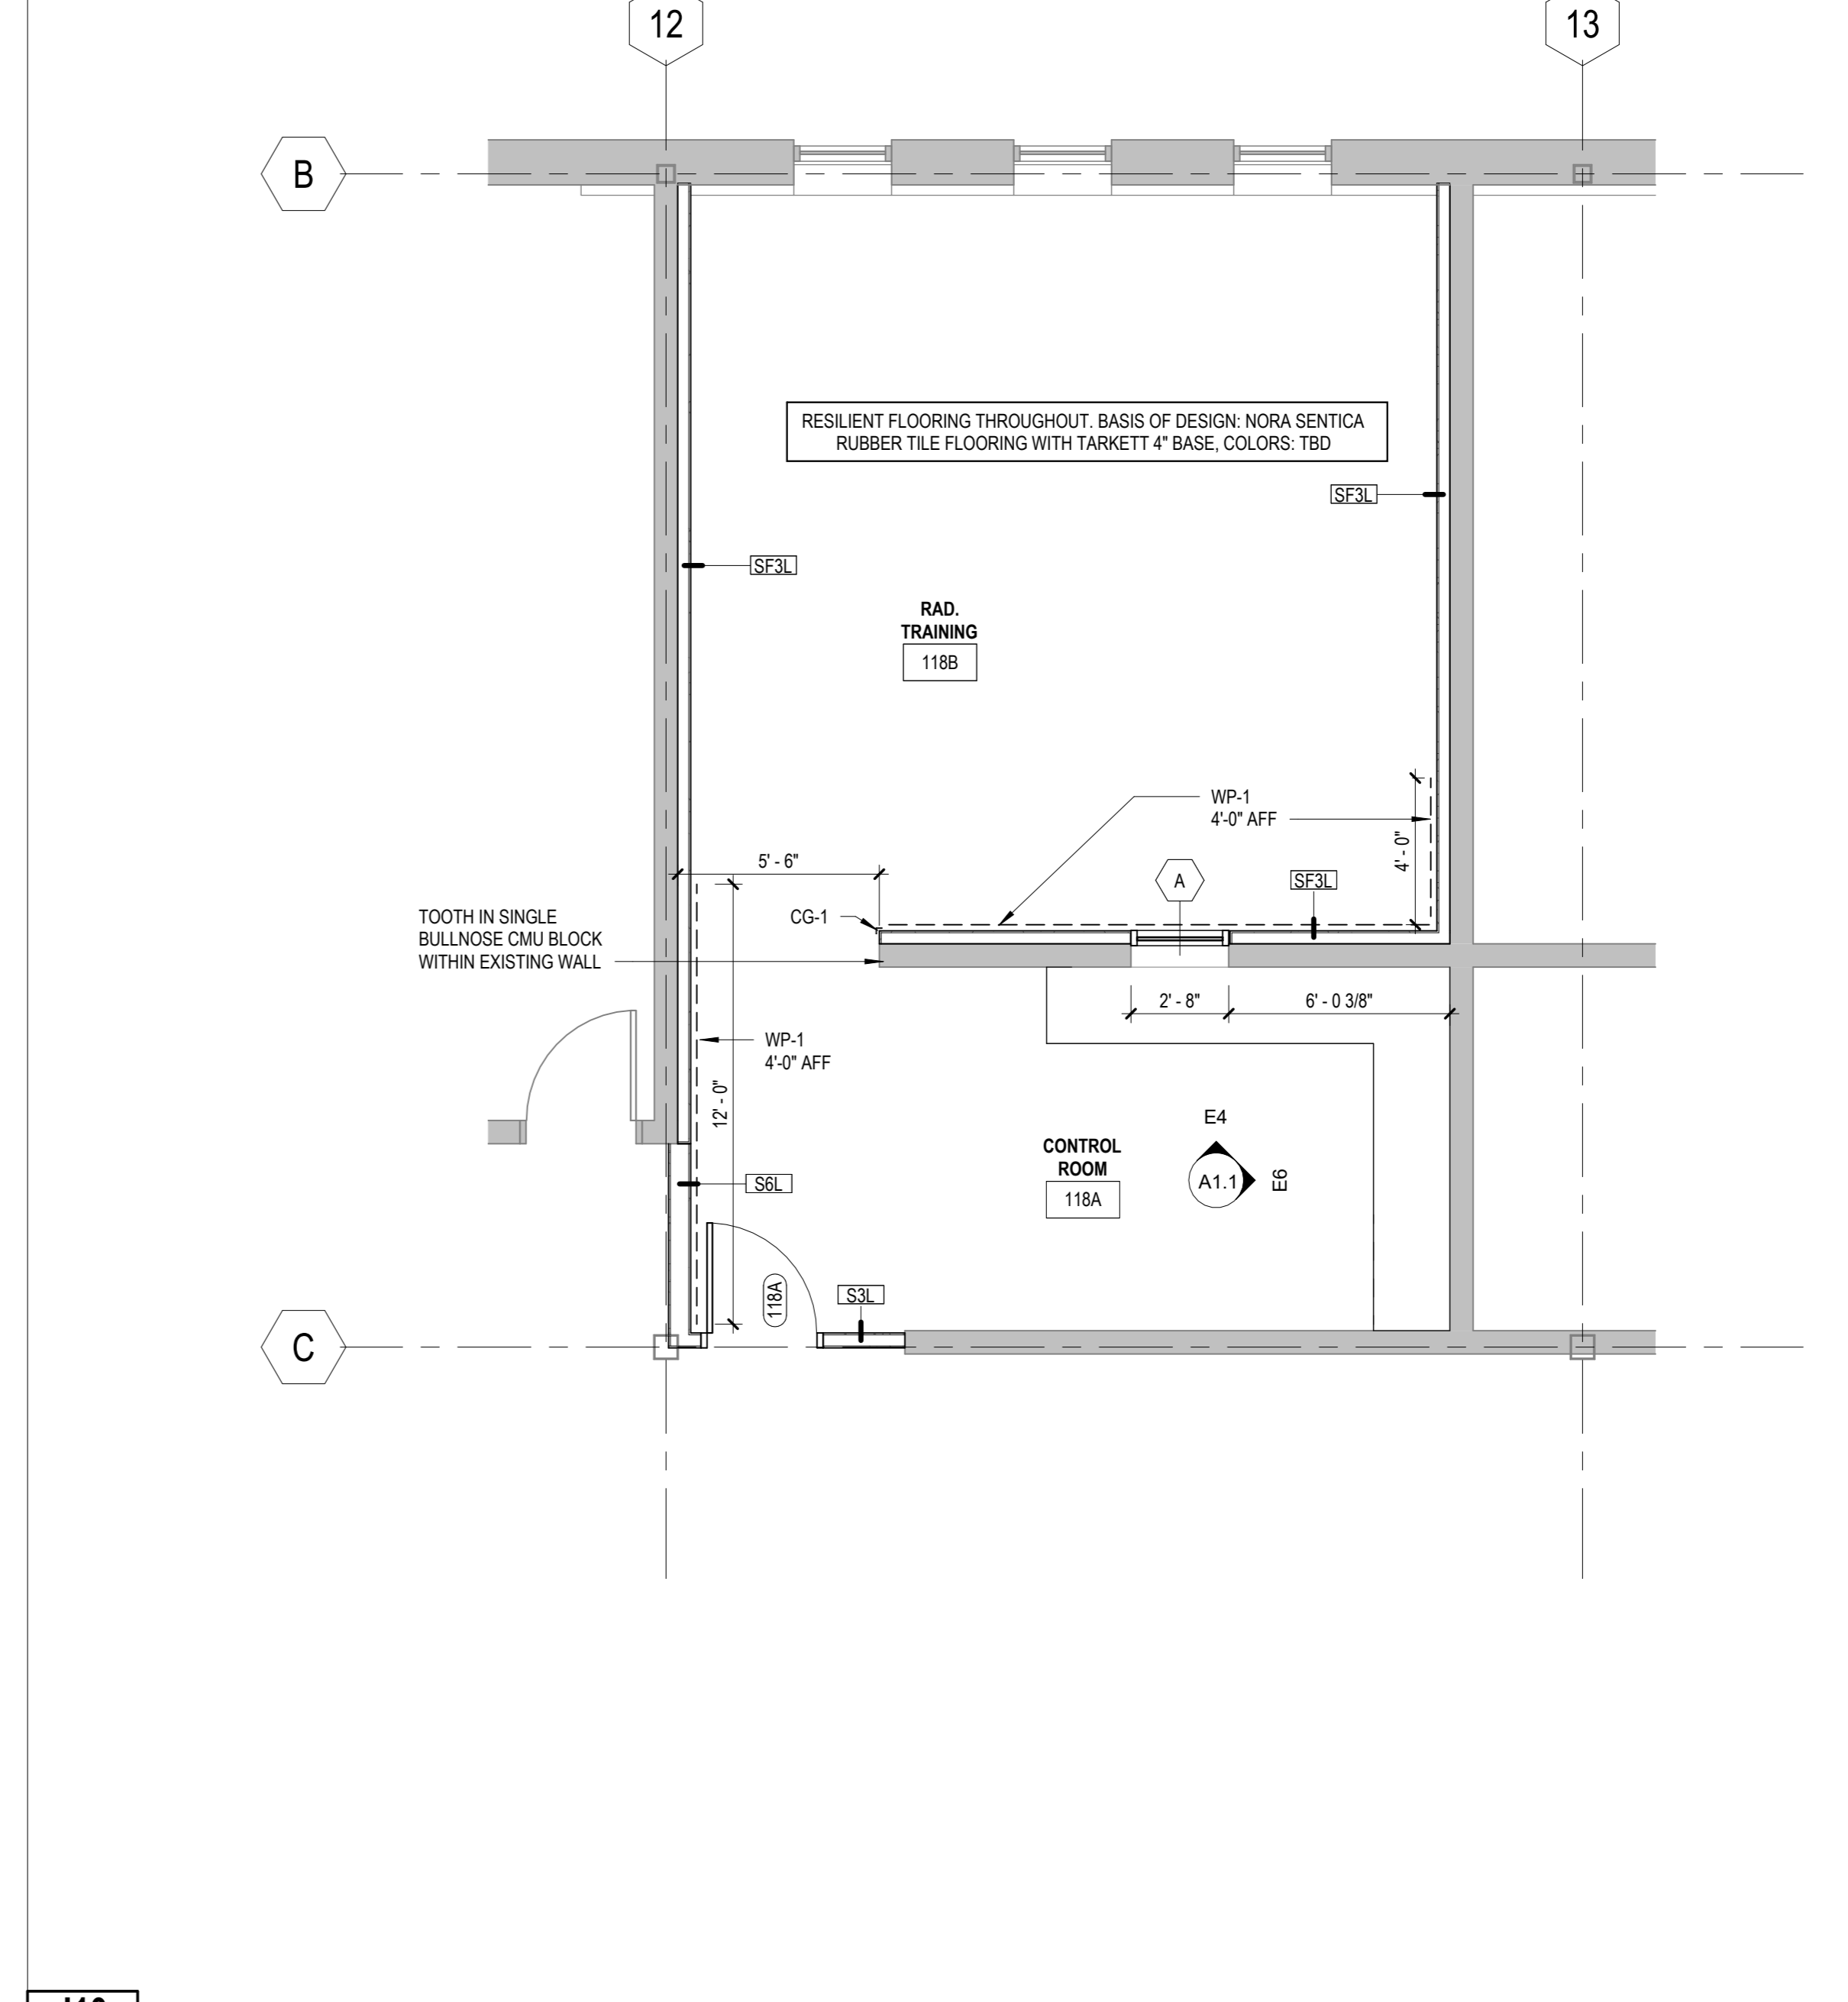 12
13
B
RESILIENT FLOORING THROUGHOUT. BASIS OF DESIGN: NORA SENTICA
RUBBER TILE FLOORING WITH TARKETT 4" BASE, COLORS: TBD
SF3L
SF3L
RAD.
TRAINING
118B
WP-1
4'-0" AFF
4' - 0"
5' - 6"
A
SF3L
CG-1
TOOTH IN SINGLE
BULLNOSE CMU BLOCK
WITHIN EXISTING WALL
2' - 8"
6' - 0 3/8"
WP-1
4'-0" AFF
12' - 0"
E4
CONTROL
ROOM
118A
A1.1
E6
S6L
118A
S3L
C